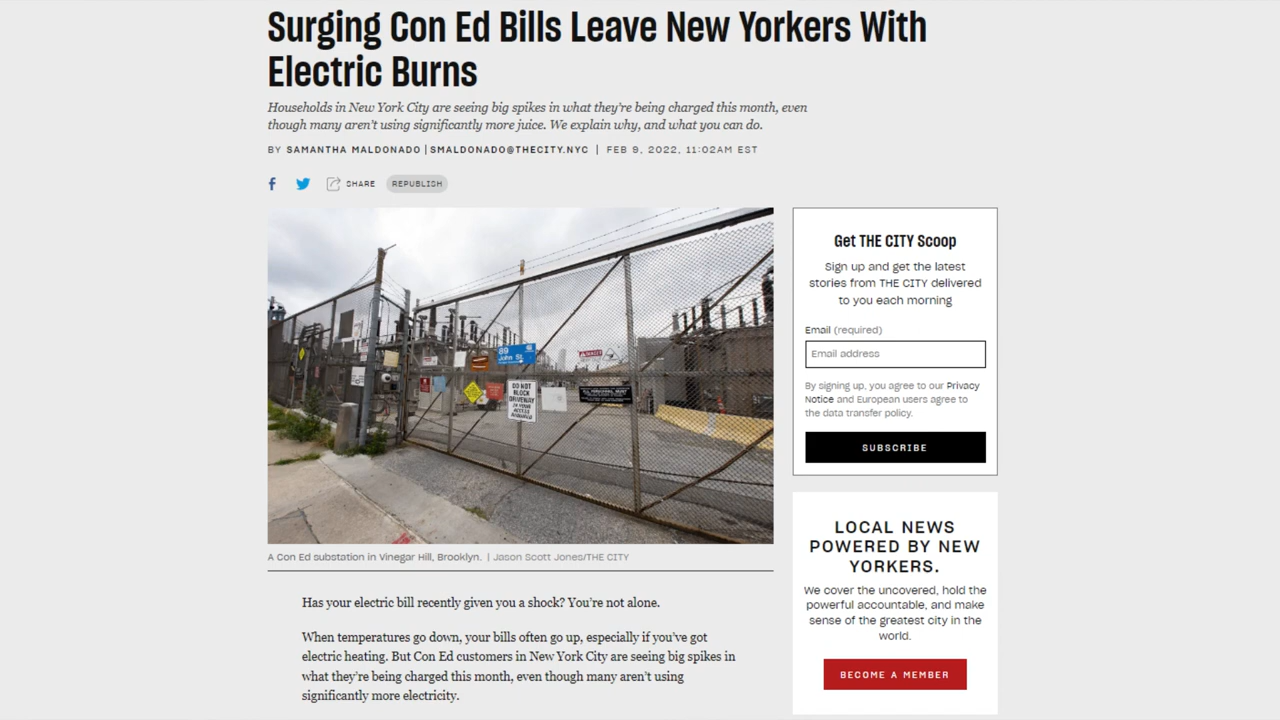 Surging Con Ed Bills Leave New Yorkers With
Electric Burns
Households in New York City are seeing big spikes in what they're being charged this month, even
though many aren't using significantly more juice. We explain why, and what you can do.
BY SAMANTHA MALDONADO | SMALDONADO@THECITY.NYC | FEB 9, 2022, 11:02AM EST
SHARE
REPUBLISH
89
John St.
DANGER
DO NOT
BLOCK
DRIVEWAY
A Con Ed substation in Vinegar Hill, Brooklyn. | Jason Scott Jones/THE CITY
Has your electric bill recently given you a shock? You're not alone.
When temperatures go down, your bills often go up, especially if you've got
electric heating. But Con Ed customers in New York City are seeing big spikes in
what they're being charged this month, even though many aren't using
significantly more electricity.
Get THE CITY Scoop
Sign up and get the latest
stories from THE CITY delivered
to you each morning
Email (required)
Email address
By signing up, you agree to our Privacy
Notice and European users agree to
the data transfer policy.
SUBSCRIBE
LOCAL NEWS
POWERED BY NEW
YORKERS.
We cover the uncovered, hold the
powerful accountable, and make
sense of the greatest city in the
world.
BECOME A MEMBER